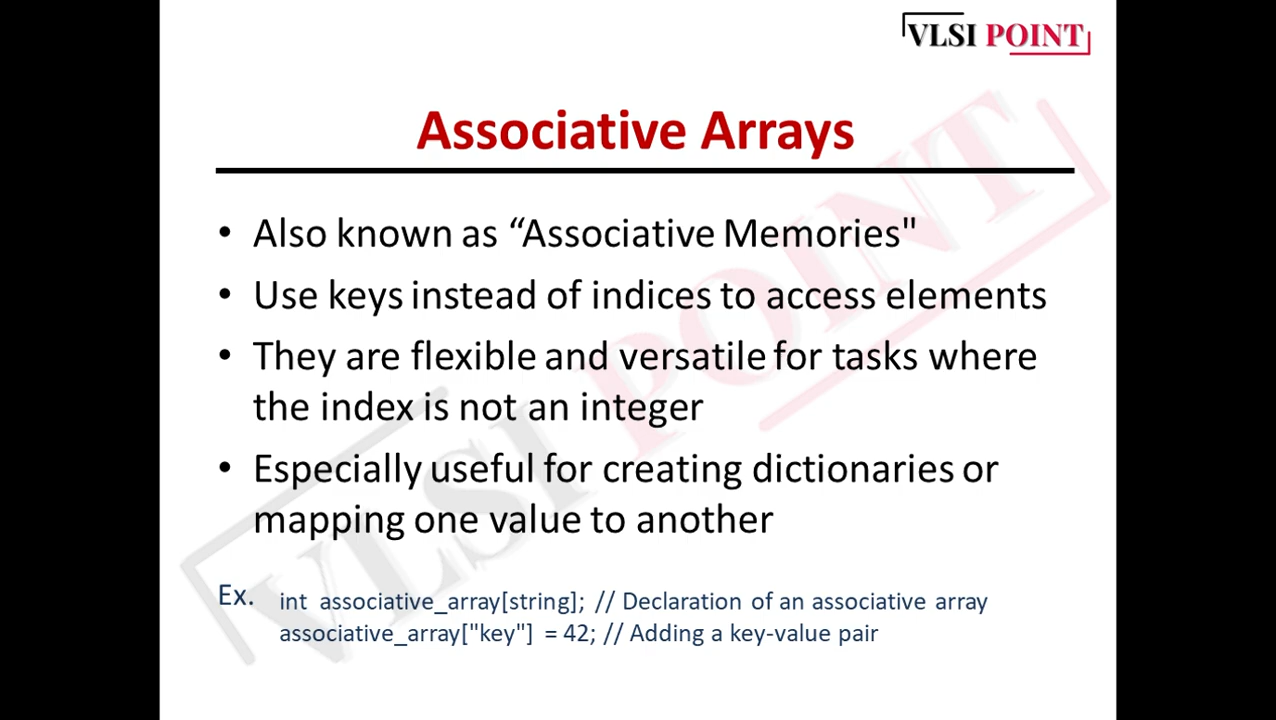 VLSI POINT
Associative Arrays
• Also known as “Associative Memories"
• Use keys instead of indices to access elements
• They are flexible and versatile for tasks where
the index is not an integer
• Especially useful for creating dictionaries or
mapping one value to another
Ex. int associative_array[string]; // Declaration of an associative array
associative_array["key"] = 42; // Adding a key-value pair
VLSI POINT